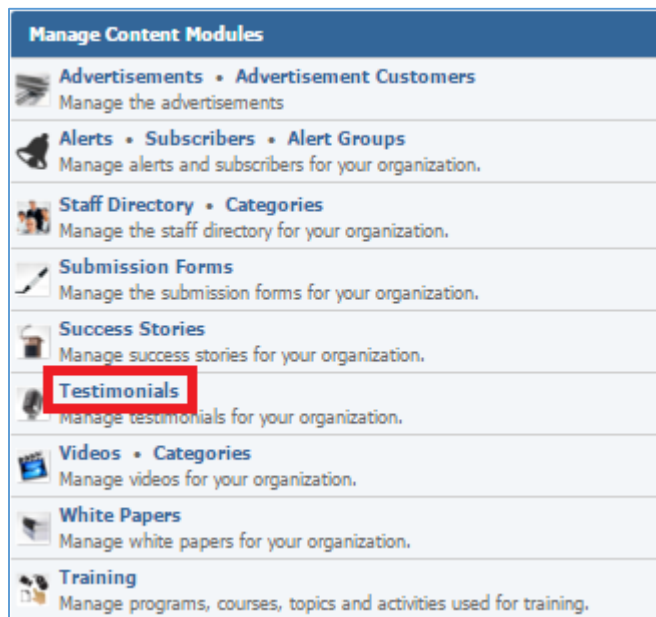 Manage Content Modules
Advertisements • Advertisement Customers
Manage the advertisements
Alerts • Subscribers • Alert Groups
Manage alerts and subscribers for your organization.
Staff Directory • Categories
Manage the staff directory for your organization.
Submission Forms
Manage the submission forms for your organization.
Success Stories
Manage success stories for your organization.
Testimonials
Manage testimonials for your organization.
Videos • Categories
Manage videos for your organization.
White Papers
Manage white papers for your organization.
Training
Manage programs, courses, topics and activities used for training.